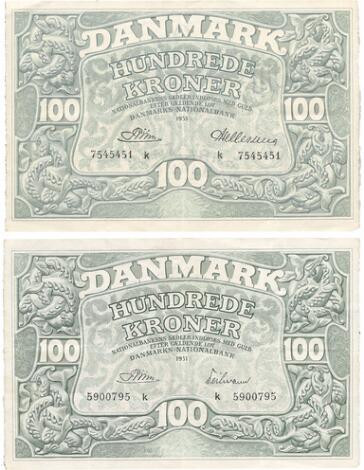 DANMARK
HUNDREDE
KRONER
100 100
NATIONALBANKENS SEDLER INDLØSES MED GULD
EFTER GÆLDENDE LOV
DANMARKS NATIONALBANK
1951
7545451 k k 7545451
100
DANMARK
HUNDREDE
KRONER
100 100
NATIONALBANKENS SEDLER INDLØSES MED GULD
EFTER GÆLDENDE LOV
DANMARKS NATIONALBANK
1951
5900795 k k 5900795
100